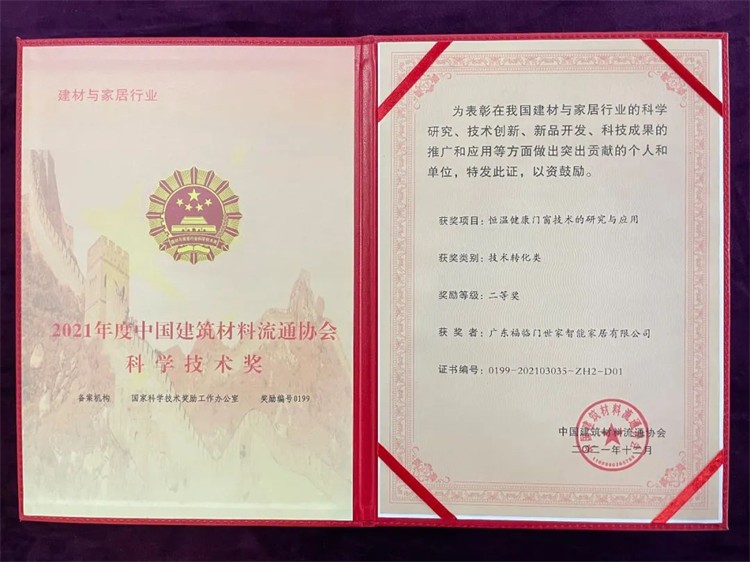 建材与家居行业
2021年度中国建筑材料流通协会
科学技术奖
备案机构 国家科学技术奖励工作办公室 奖励编号0199
为表彰在我国建材与家居行业的科学
研究、技术创新、新品开发、科技成果的
推广和应用等方面做出突出贡献的个人和
单位，特发此证，以资鼓励。
获奖项目：恒温健康门窗技术的研究与应用
获奖类别：技术转化类
奖励等级：二等奖
获奖者：广东福临门世家智能家居有限公司
证书编号：0199-202103035-ZH2-D01
中国建筑材料流通协会
二〇二一年十二月